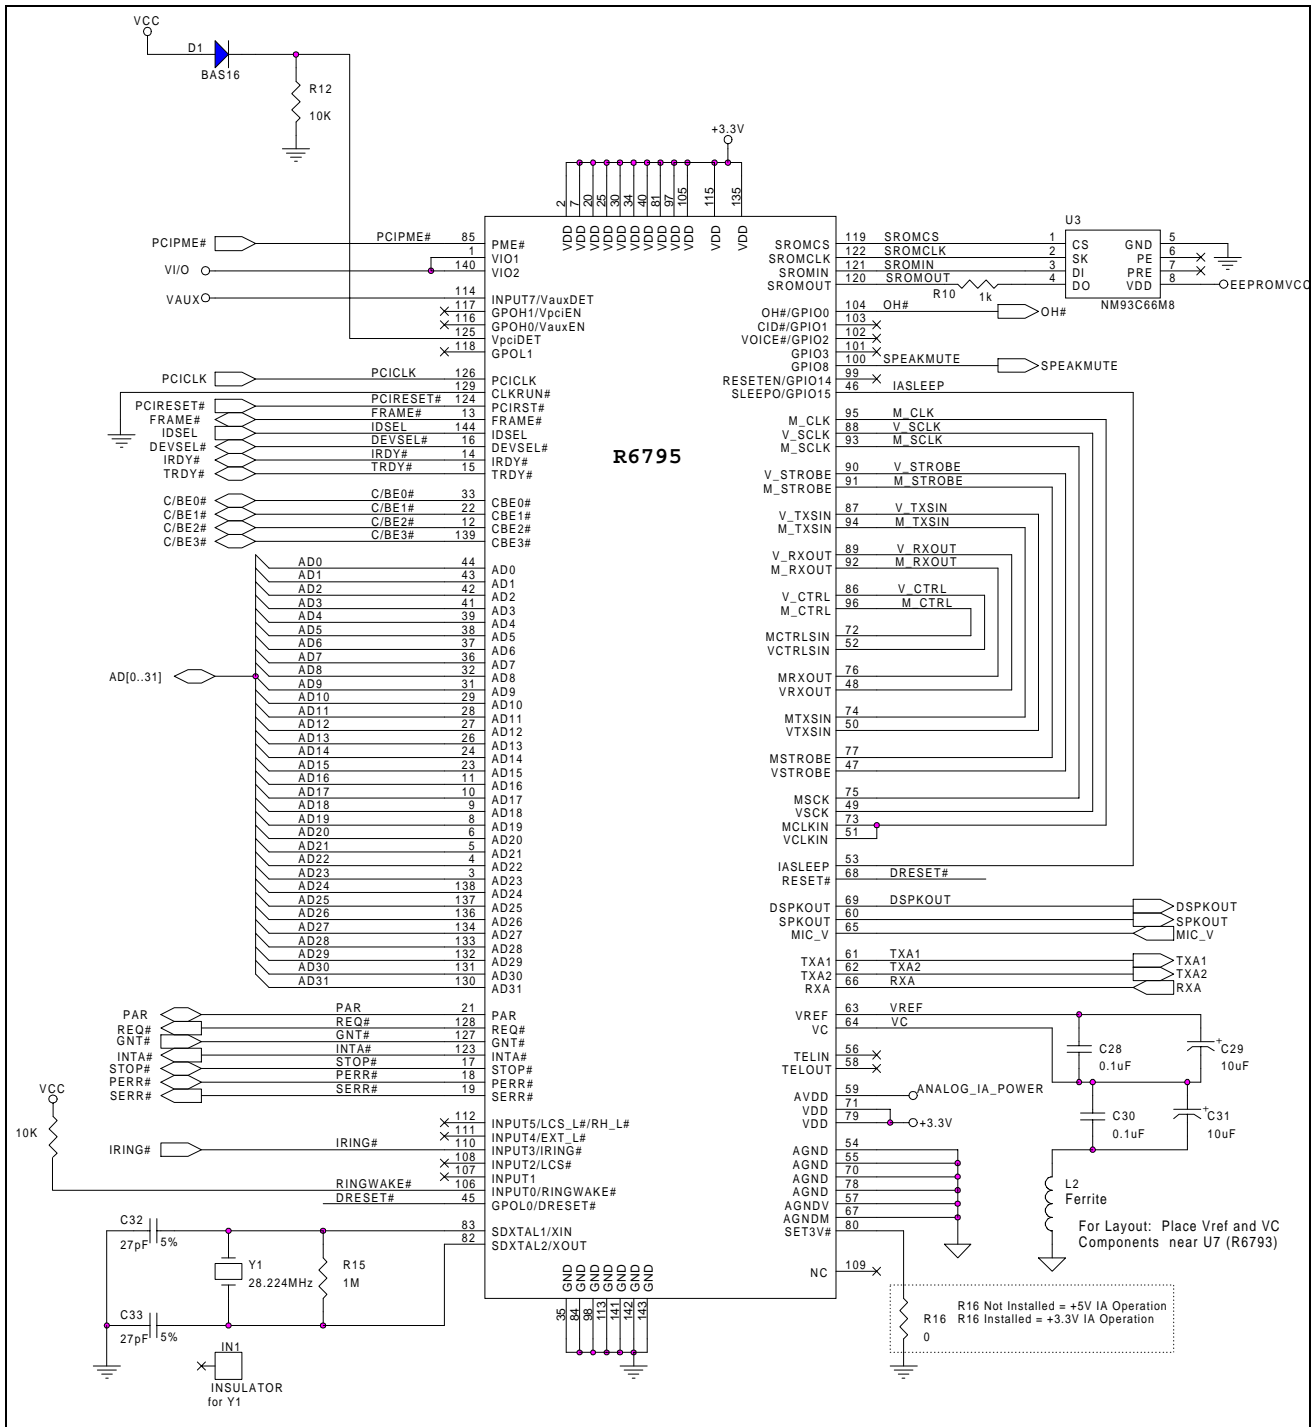 VCC
D1
BAS16
R12
10K
+3.3V
2 7 20 25 30 34 40 81 97 105 115 135
VDD VDD VDD VDD VDD VDD VDD VDD VDD VDD VDD VDD
R6795
PCIPME# PCIPME# 85 PME#
1 VIO1
VI/O 140 VIO2
VAUX 114 INPUT7/VauxDET
117 GPOH1/VpciEN
116 GPOH0/VauxEN
125 VpciDET
118 GPOL1
PCICLK PCICLK 126 PCICLK
129 CLKRUN#
PCIRESET# PCIRESET# 124 PCIRST#
FRAME# FRAME# 13 FRAME#
IDSEL IDSEL 144 IDSEL
DEVSEL# DEVSEL# 16 DEVSEL#
IRDY# IRDY# 14 IRDY#
TRDY# TRDY# 15 TRDY#
C/BE0# C/BE0# 33 CBE0#
C/BE1# C/BE1# 22 CBE1#
C/BE2# C/BE2# 12 CBE2#
C/BE3# C/BE3# 139 CBE3#
AD[0..31]
AD0 44 AD0
AD1 43 AD1
AD2 42 AD2
AD3 41 AD3
AD4 39 AD4
AD5 38 AD5
AD6 37 AD6
AD7 36 AD7
AD8 32 AD8
AD9 31 AD9
AD10 29 AD10
AD11 28 AD11
AD12 27 AD12
AD13 26 AD13
AD14 24 AD14
AD15 23 AD15
AD16 11 AD16
AD17 10 AD17
AD18 9 AD18
AD19 8 AD19
AD20 6 AD20
AD21 5 AD21
AD22 4 AD22
AD23 3 AD23
AD24 138 AD24
AD25 137 AD25
AD26 136 AD26
AD27 134 AD27
AD28 133 AD28
AD29 132 AD29
AD30 131 AD30
AD31 130 AD31
PAR PAR 21 PAR
REQ# REQ# 128 REQ#
GNT# GNT# 127 GNT#
INTA# INTA# 123 INTA#
STOP# STOP# 17 STOP#
PERR# PERR# 18 PERR#
SERR# SERR# 19 SERR#
VCC
10K
112 INPUT5/LCS_L#/RH_L#
111 INPUT4/EXT_L#
IRING# IRING# 110 INPUT3/IRING#
108 INPUT2/LCS#
107 INPUT1
RINGWAKE# 106 INPUT0/RINGWAKE#
DRESET# 45 GPOL0/DRESET#
83 SDXTAL1/XIN
82 SDXTAL2/XOUT
C32
27pF 5%
Y1
28.224MHz
R15
1M
C33
27pF 5%
IN1
INSULATOR
for Y1
GND GND GND GND GND GND GND
35 84 98 113 141 142 143
SROMCS 119 SROMCS 1 CS
SROMCLK 122 SROMCLK 2 SK
SROMIN 121 SROMIN 3 DI
SROMOUT 120 SROMOUT 4 DO
R10 1k
U3
GND 5
PE 6
PRE 7
VDD 8 EEPROMVCC
NM93C66M8
OH#/GPIO0 104 OH# OH#
CID#/GPIO1 103
VOICE#/GPIO2 102
GPIO3 101
GPIO8 100 SPEAKMUTE SPEAKMUTE
RESETEN/GPIO14 99
SLEEPO/GPIO15 46 IASLEEP
M_CLK 95 M_CLK
V_SCLK 88 V_SCLK
M_SCLK 93 M_SCLK
V_STROBE 90 V_STROBE
M_STROBE 91 M_STROBE
V_TXSIN 87 V_TXSIN
M_TXSIN 94 M_TXSIN
V_RXOUT 89 V_RXOUT
M_RXOUT 92 M_RXOUT
V_CTRL 86 V_CTRL
M_CTRL 96 M_CTRL
MCTRLSIN 72
VCTRLSIN 52
MRXOUT 76
VRXOUT 48
MTXSIN 74
VTXSIN 50
MSTROBE 77
VSTROBE 47
MSCK 75
VSCK 49
MCLKIN 73
VCLKIN 51
IASLEEP 53
RESET# 68 DRESET#
DSPKOUT 69 DSPKOUT DSPKOUT
SPKOUT 60 SPKOUT
MIC_V 65 MIC_V
TXA1 61 TXA1 TXA1
TXA2 62 TXA2 TXA2
RXA 66 RXA RXA
VREF 63 VREF
VC 64 VC
TELIN 56
TELOUT 58
AVDD 59 ANALOG_IA_POWER
VDD 71
VDD 79 +3.3V
AGND 54
AGND 55
AGND 70
AGND 78
AGNDV 57
AGNDM 67
SET3V# 80
NC 109
C28
0.1uF
+ C29
10uF
C30
0.1uF
+ C31
10uF
L2
Ferrite
For Layout: Place Vref and VC
Components near U7 (R6793)
R16 Not Installed = +5V IA Operation
R16 Installed = +3.3V IA Operation
R16
0